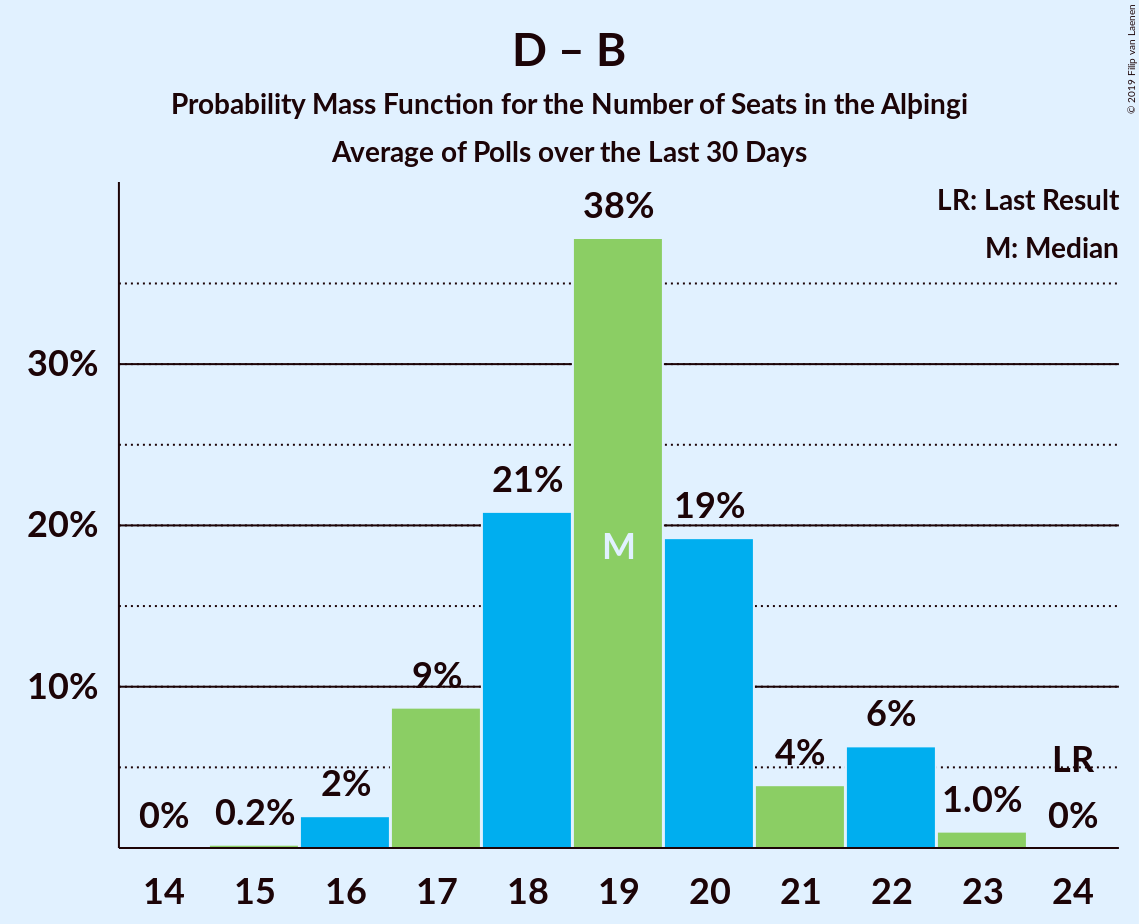 D – B
Probability Mass Function for the Number of Seats in the Alþingi
Average of Polls over the Last 30 Days
© 2019 Filip van Laenen
LR: Last Result
M: Median
38%
30%
21%
19%
20%
M
9%
10%
6%
4%
LR
2%
1.0%
0%
0.2%
0%
14 15 16 17 18 19 20 21 22 23 24